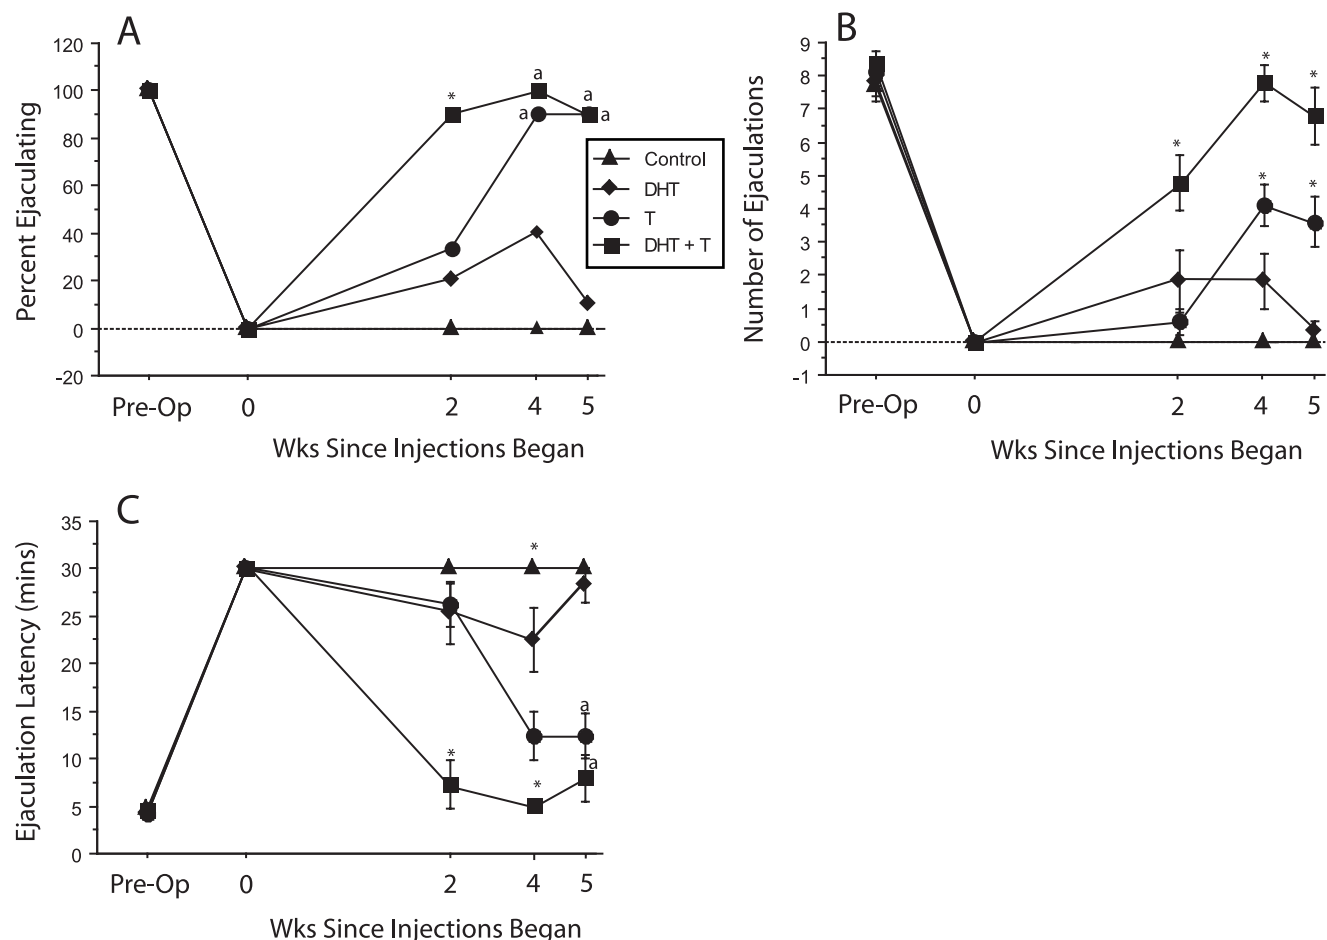 A
120
100
80
60
40
20
0
-20
Percent Ejaculating
*
a
a
a
a
Pre-Op 0 2 4 5
Wks Since Injections Began
Control
DHT
T
DHT + T
B
9
8
7
6
5
4
3
2
1
0
-1
Number of Ejaculations
*
*
*
*
*
Pre-Op 0 2 4 5
Wks Since Injections Began
C
35
30
25
20
15
10
5
0
Ejaculation Latency (mins)
*
a
*
*
a
Pre-Op 0 2 4 5
Wks Since Injections Began